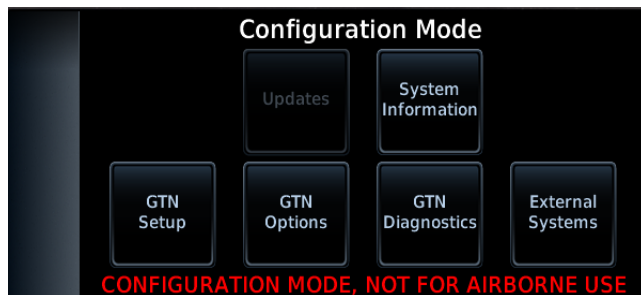 Configuration Mode
Updates
System
Information
GTN
Setup
GTN
Options
GTN
Diagnostics
External
Systems
CONFIGURATION MODE, NOT FOR AIRBORNE USE